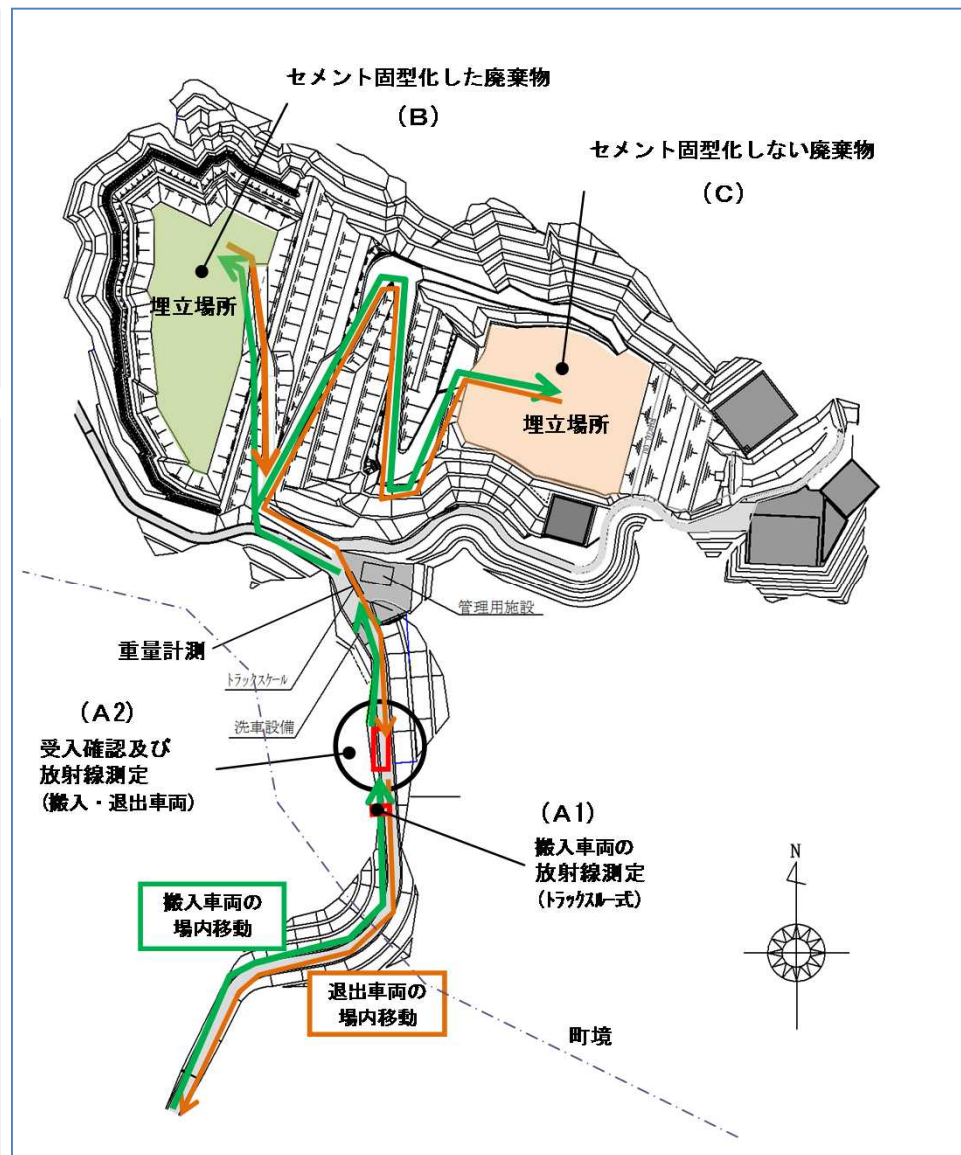 セメント固型化した廃棄物
(B)
セメント固型化しない廃棄物
(C)
埋立場所
埋立場所
管理用施設
重量計測
トラックスケール
洗車設備
(A2)
受入確認及び
放射線測定
(搬入・退出車両)
(A1)
搬入車両の
放射線測定
(トラックスルー式)
N
搬入車両の
場内移動
退出車両の
場内移動
町境